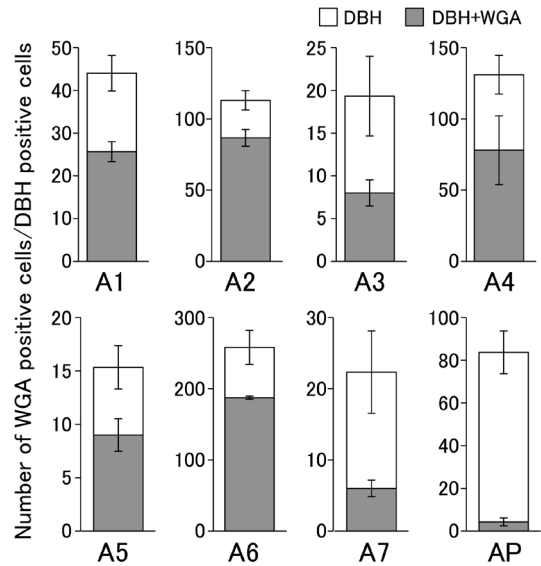 DBH DBH+WGA
Number of WGA positive cells/DBH positive cells
50 150 25 150
40 20
30 100 15 100
20 10
50 50
10 5
0 0 0 0
A1 A2 A3 A4
20 300 30 100
80
15
200 20
60
10
40
100 10
5
20
0 0 0 0
A5 A6 A7 AP